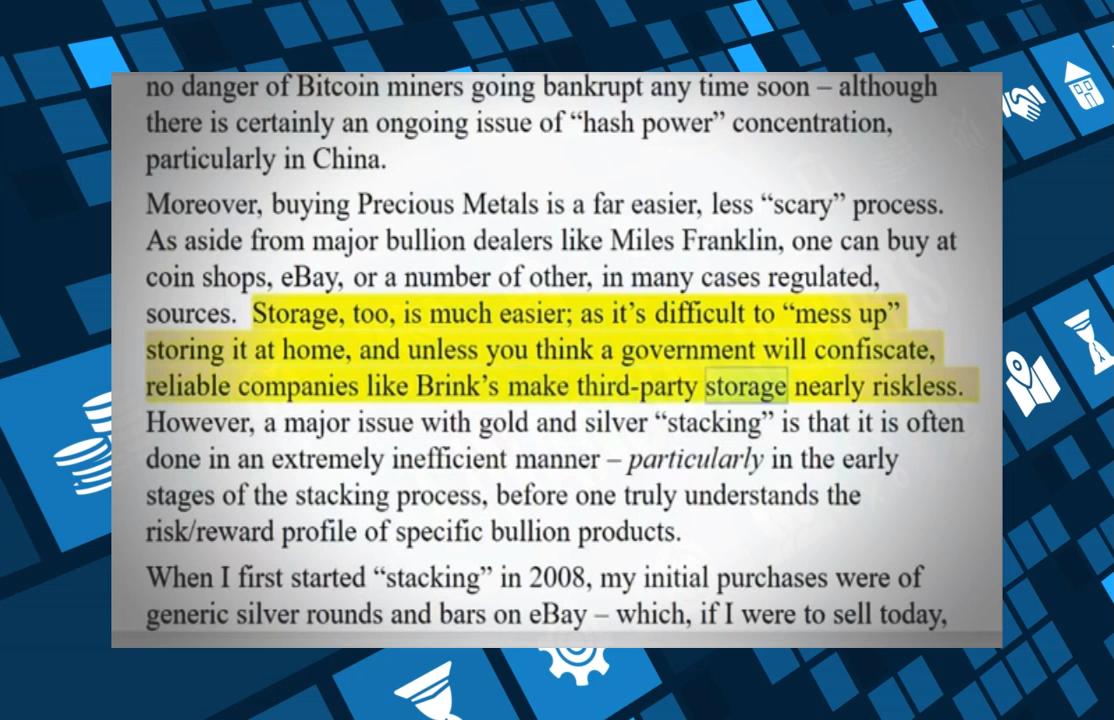 no danger of Bitcoin miners going bankrupt any time soon – although
there is certainly an ongoing issue of “hash power” concentration,
particularly in China.
Moreover, buying Precious Metals is a far easier, less “scary” process.
As aside from major bullion dealers like Miles Franklin, one can buy at
coin shops, eBay, or a number of other, in many cases regulated,
sources.  Storage, too, is much easier; as it’s difficult to “mess up”
storing it at home, and unless you think a government will confiscate,
reliable companies like Brink’s make third-party storage nearly riskless.
However, a major issue with gold and silver “stacking” is that it is often
done in an extremely inefficient manner – particularly in the early
stages of the stacking process, before one truly understands the
risk/reward profile of specific bullion products.
When I first started “stacking” in 2008, my initial purchases were of
generic silver rounds and bars on eBay – which, if I were to sell today,